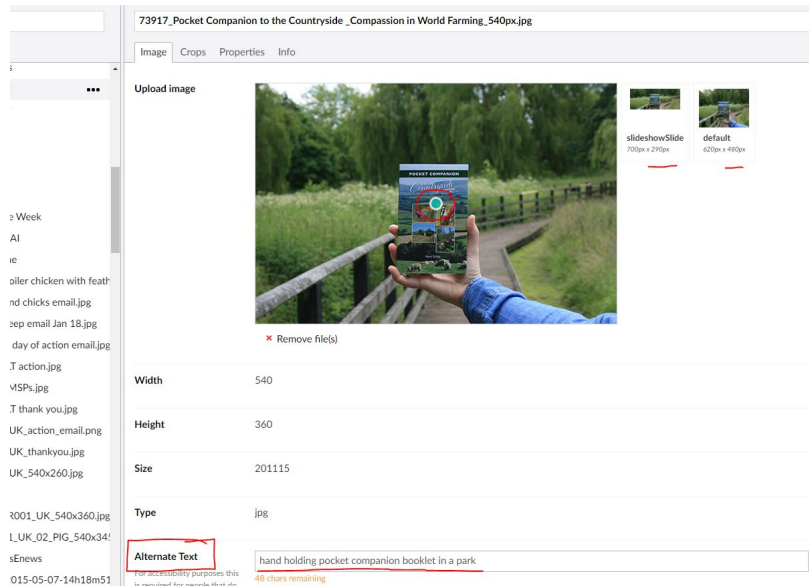 73917_Pocket Companion to the Countryside _Compassion in World Farming_540px.jpg
Image Crops Properties Info
s
•••
e Week
AI
ne
oiler chicken with feath
nd chicks email.jpg
eep email Jan 18.jpg
day of action email.jpg
T action.jpg
MSPs.jpg
T thank you.jpg
UK_action_email.png
UK_thankyou.jpg
UK_540x260.jpg
R001_UK_540x360.jpg
1_UK_02_PIG_540x345
sEnews
015-05-07-14h18m51
Upload image
POCKET COMPANION
Countryside
slideshowSlide
700px x 290px
default
620px x 480px
× Remove file(s)
Width
540
Height
360
Size
201115
Type
jpg
Alternate Text
For accessibility purposes this
is required for people that do
hand holding pocket companion booklet in a park
48 chars remaining